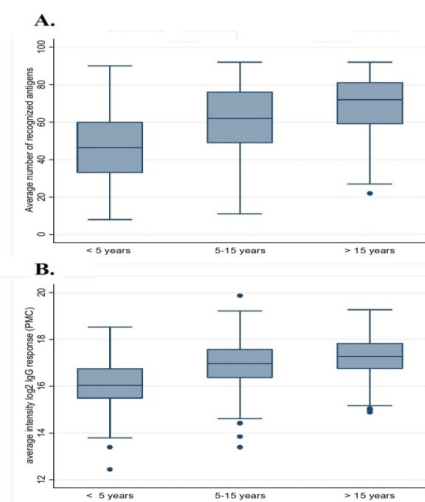 A.
Average number of recognized antigens
100
80
60
40
20
0
< 5 years 5-15 years > 15 years
B.
average intensity log2 IgG response (PMC)
20
18
16
14
12
< 5 years 5-15 years > 15 years